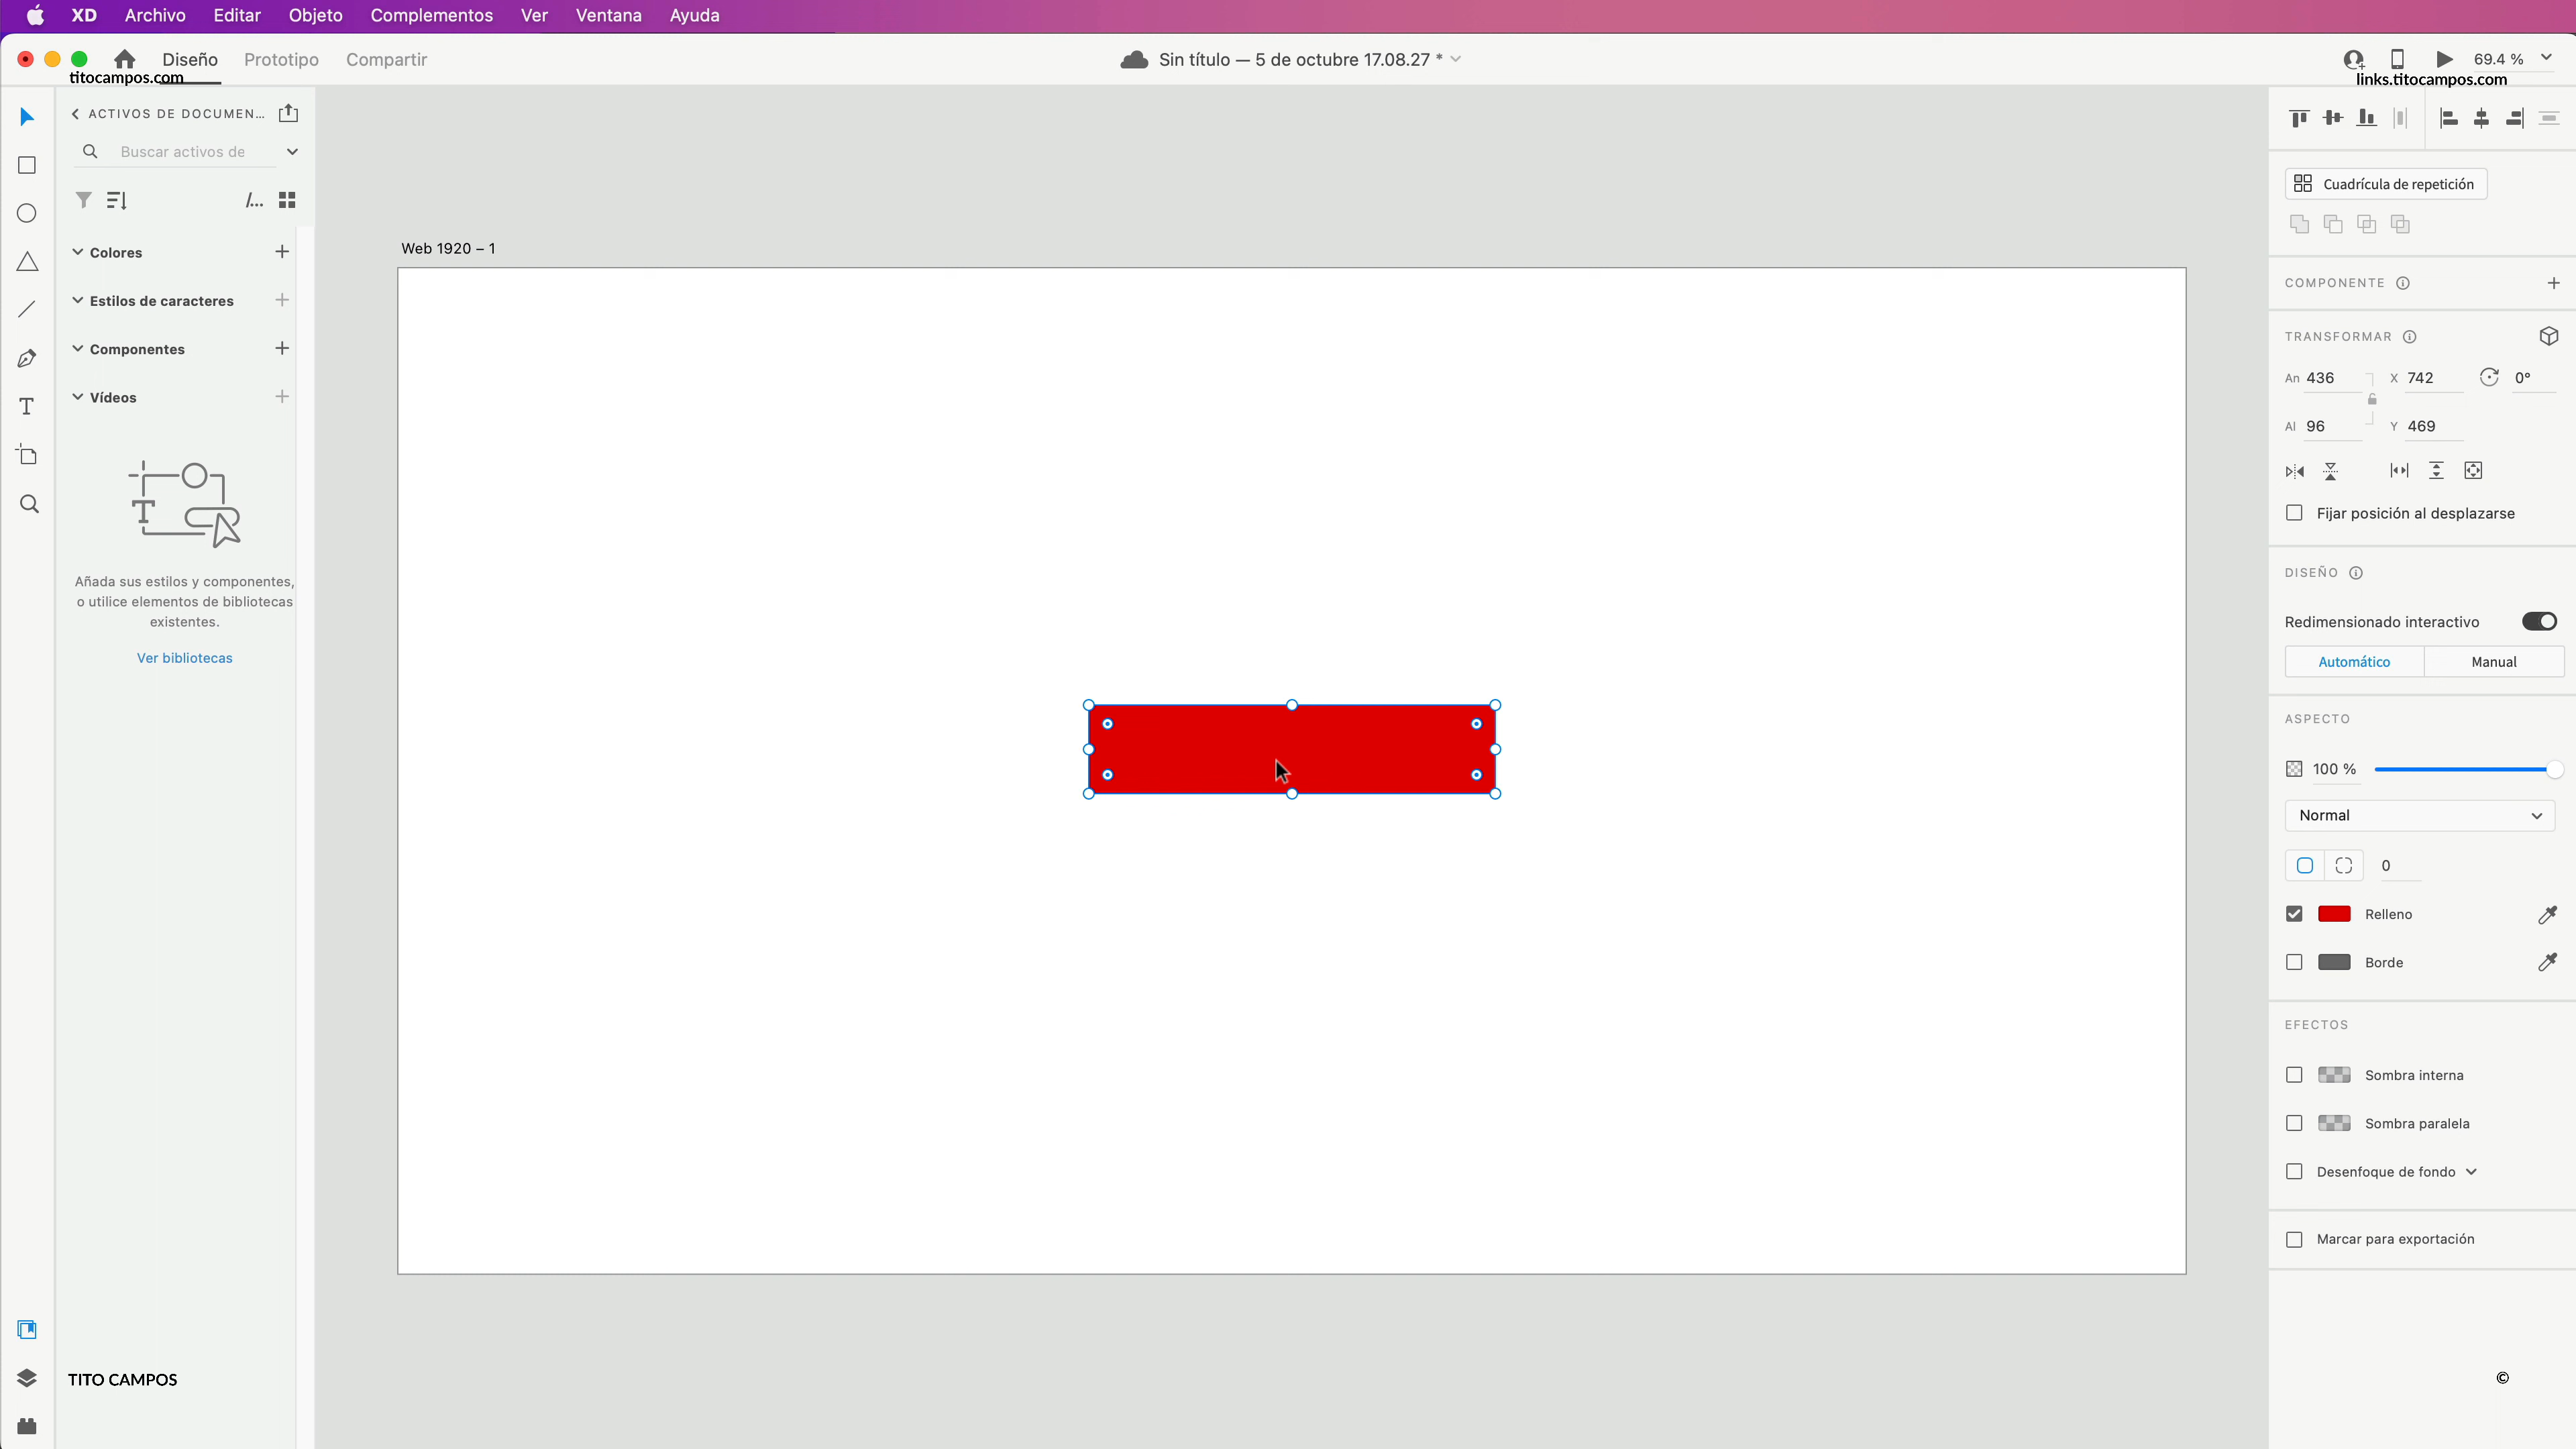 XD Archivo Editar Objeto Complementos Ver Ventana Ayuda
Diseño Prototipo Compartir
Sin título — 5 de octubre 17.08.27 *
69.4 %
titocampos.com
links.titocampos.com
ACTIVOS DE DOCUMEN...
Buscar activos de
/...
Colores
Estilos de caracteres
Componentes
Vídeos
Añada sus estilos y componentes,
o utilice elementos de bibliotecas
existentes.
Ver bibliotecas
TITO CAMPOS
Web 1920 – 1
Cuadrícula de repetición
COMPONENTE
TRANSFORMAR
An 436 X 742 0°
Al 96 Y 469
Fijar posición al desplazarse
DISEÑO
Redimensionado interactivo
Automático Manual
ASPECTO
100 %
Normal
0
Relleno
Borde
EFECTOS
Sombra interna
Sombra paralela
Desenfoque de fondo
Marcar para exportación
©